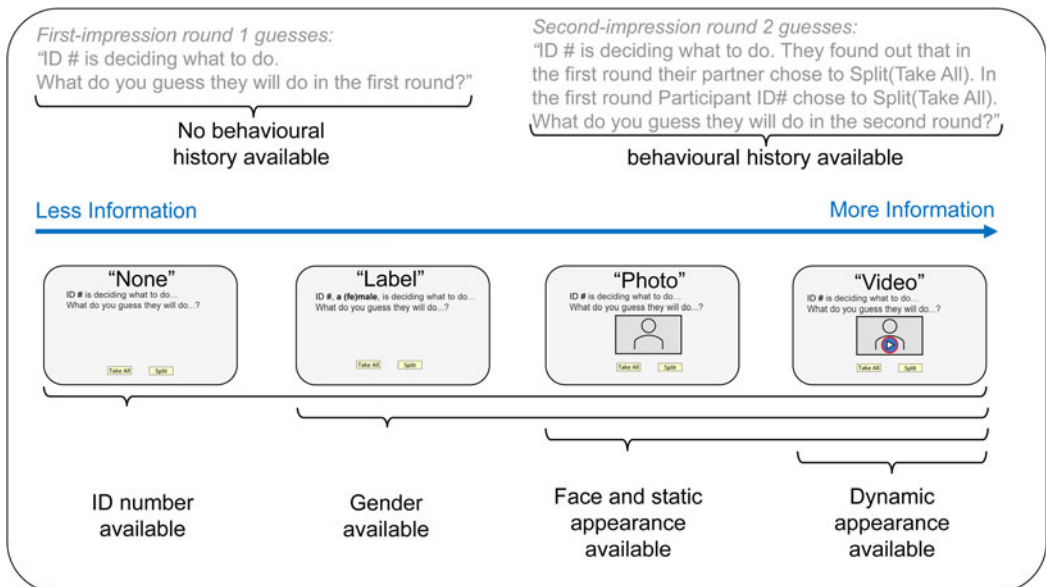 First-impression round 1 guesses:
“ID # is deciding what to do.
What do you guess they will do in the first round?”
No behavioural
history available
Second-impression round 2 guesses:
“ID # is deciding what to do. They found out that in
the first round their partner chose to Split(Take All). In
the first round Participant ID# chose to Split(Take All).
What do you guess they will do in the second round?”
behavioural history available
Less Information
More Information
“None”
ID # is deciding what to do...
What do you guess they will do...?
Take All
Split
“Label”
ID #, a (fe)male, is deciding what to do...
What do you guess they will do...?
Take All
Split
“Photo”
ID # is deciding what to do...
What do you guess they will do...?
Take All
Split
“Video”
ID # is deciding what to do...
What do you guess they will do...?
Take All
Split
ID number
available
Gender
available
Face and static
appearance
available
Dynamic
appearance
available